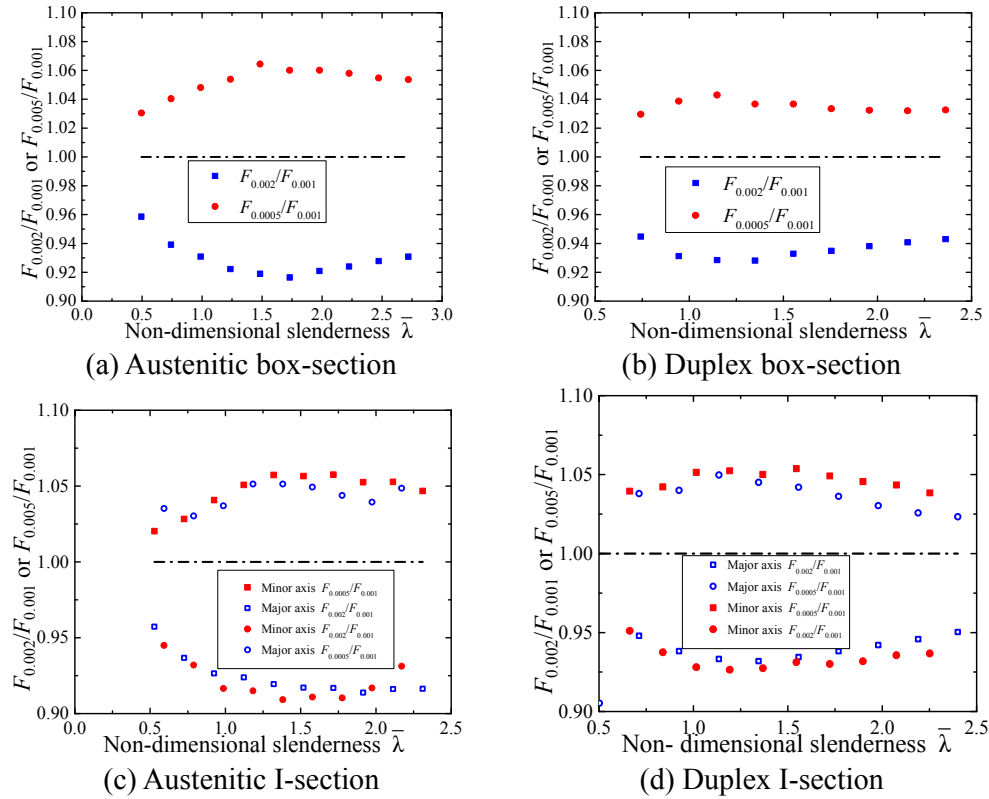 F0.002/F0.001 or F0.005/F0.001
1.10
1.08
1.06
1.04
1.02
1.00
0.98
0.96
0.94
0.92
0.90
F0.002/F0.001
F0.0005/F0.001
0.0 0.5 1.0 1.5 2.0 2.5 3.0
Non-dimensional slenderness λ̅
(a) Austenitic box-section
F0.002/F0.001 or F0.005/F0.001
1.10
1.08
1.06
1.04
1.02
1.00
0.98
0.96
0.94
0.92
0.90
F0.002/F0.001
F0.0005/F0.001
0.5 1.0 1.5 2.0 2.5
Non-dimensional slenderness λ̅
(b) Duplex box-section
F0.002/F0.001 or F0.005/F0.001
1.10
1.05
1.00
0.95
0.90
Minor axis F0.0005/F0.001
Major axis F0.002/F0.001
Minor axis F0.002/F0.001
Major axis F0.0005/F0.001
0.0 0.5 1.0 1.5 2.0 2.5
Non-dimensional slenderness λ̅
(c) Austenitic I-section
F0.002/F0.001 or F0.005/F0.001
1.10
1.05
1.00
0.95
0.90
Major axis F0.002/F0.001
Major axis F0.0005/F0.001
Minor axis F0.0005/F0.001
Minor axis F0.002/F0.001
0.5 1.0 1.5 2.0 2.5
Non- dimensional slenderness λ̅
(d) Duplex I-section